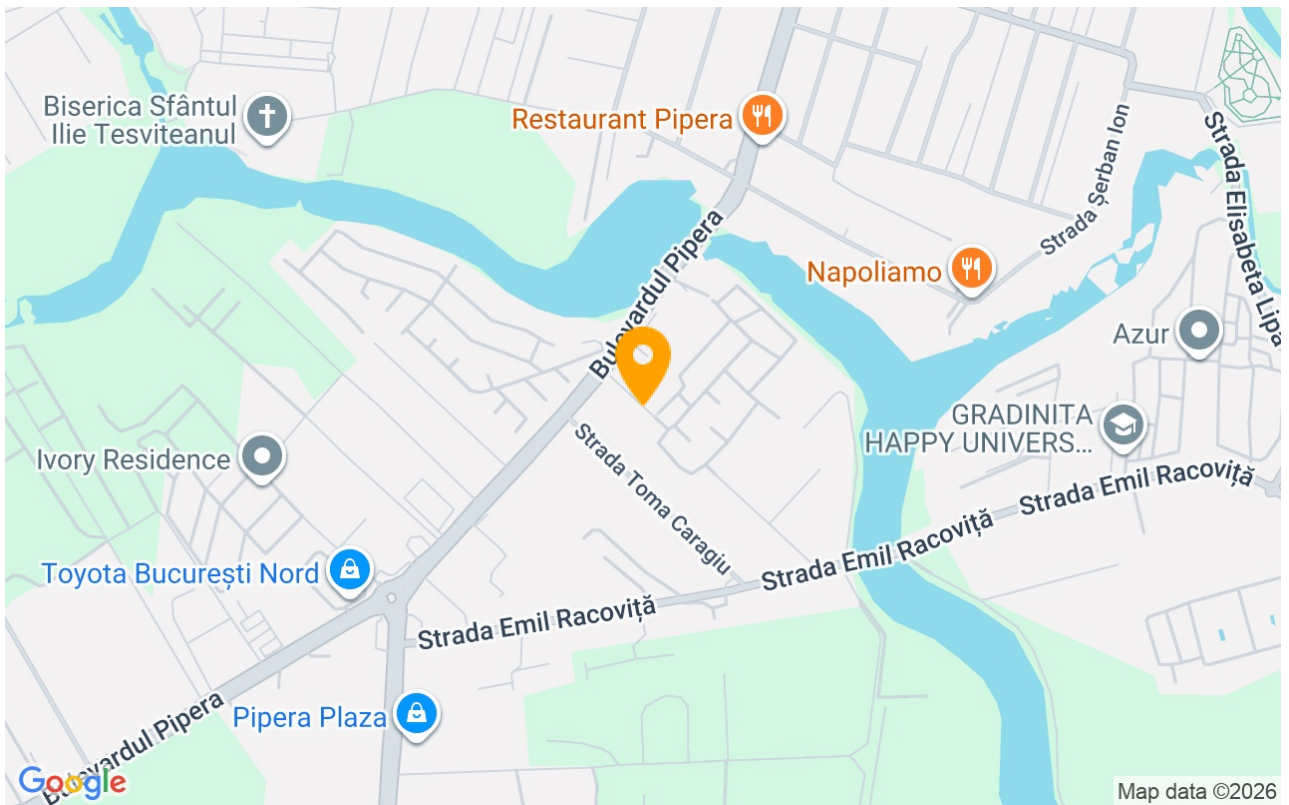 Biserica Sfântul
Ilie Tesviteanul
Restaurant Pipera
Strada Șerban Ion
Strada Elisabeta Lipa
Bulevardul Pipera
Napoliamo
Azur
GRADINITA
HAPPY UNIVERS...
Ivory Residence
Strada Toma Caragiu
Strada Emil Racoviță
Strada Emil Racoviță
Toyota București Nord
Strada Emil Racoviță
Pipera Plaza
Bulevardul Pipera
Google
Map data ©2026